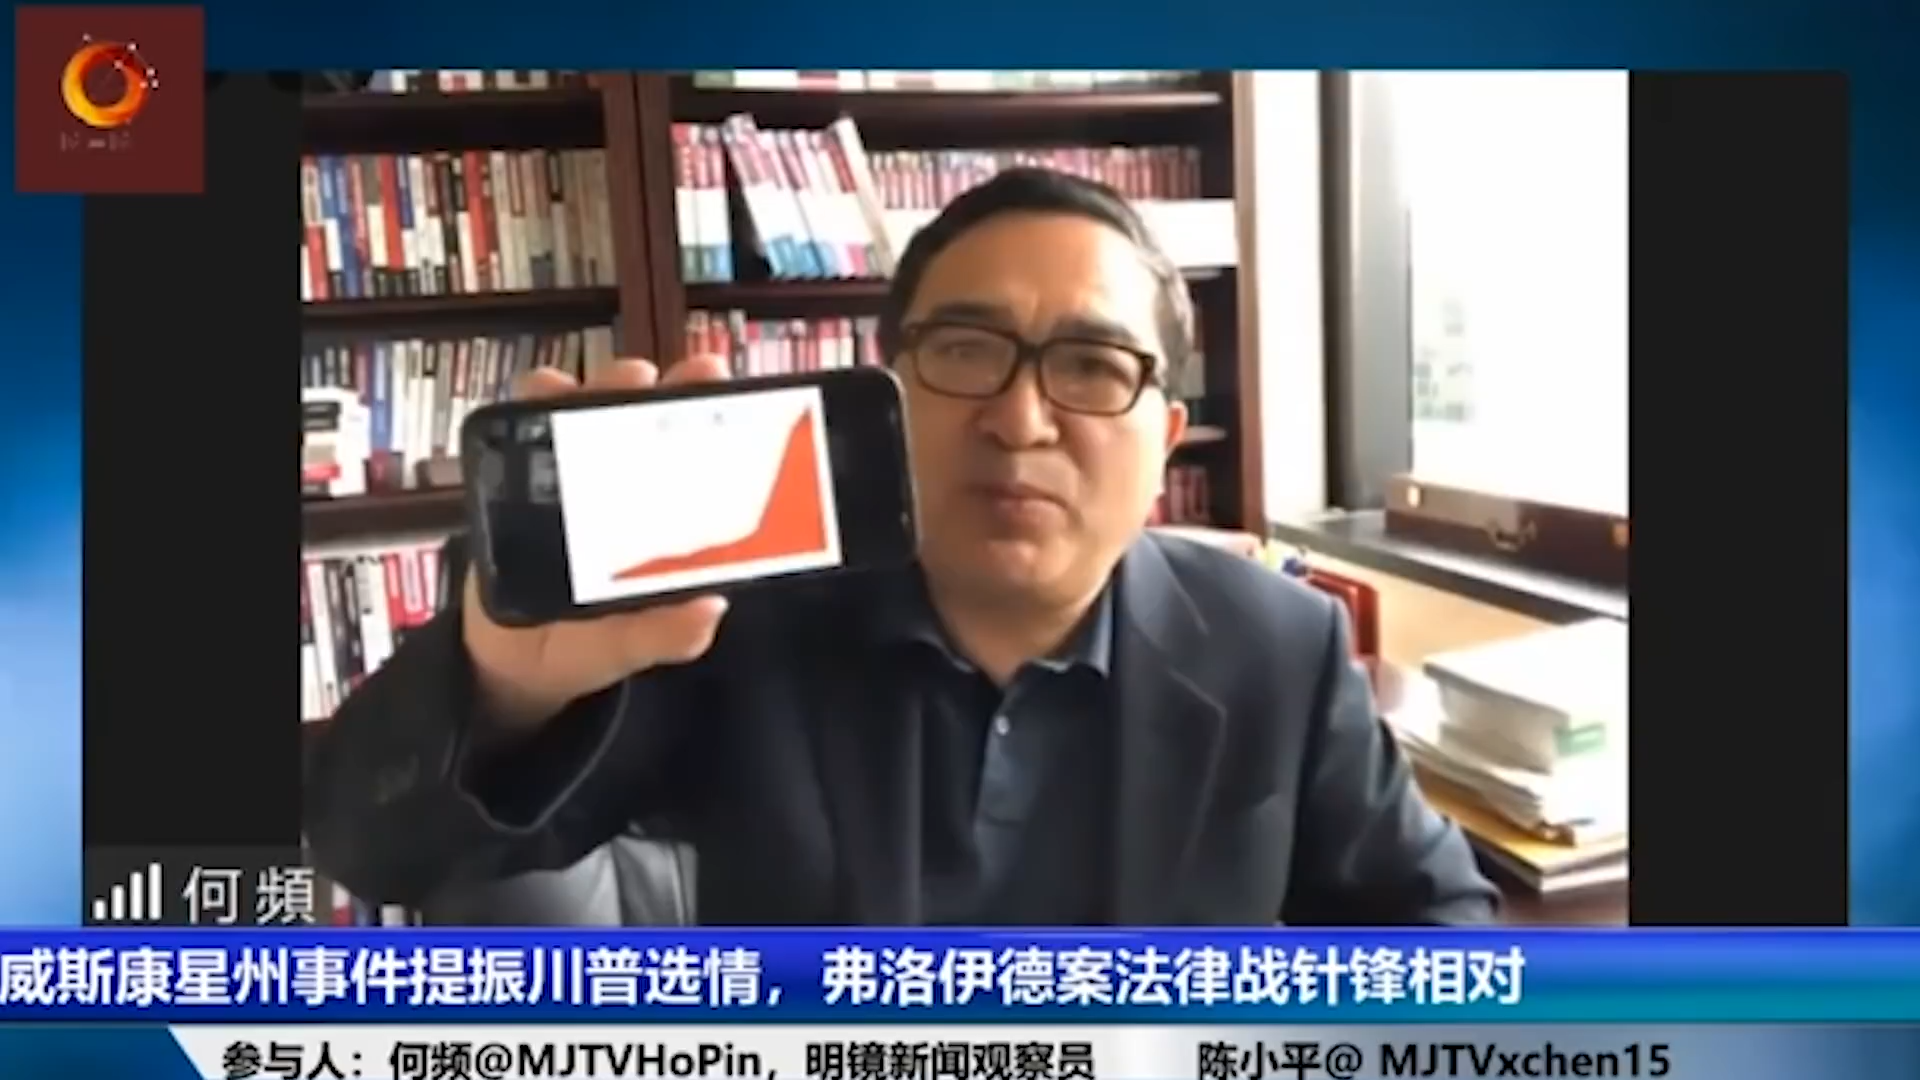 何頻
威斯康星州事件提振川普选情，弗洛伊德案法律战针锋相对
参与人：何频@MJTVHoPin，明镜新闻观察员 陈小平@ MJTVxchen15